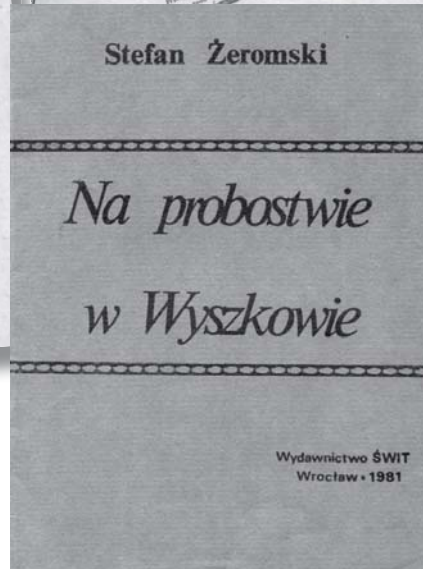 Stefan Żeromski
Na probostwie
w Wyszkowie
Wydawnictwo ŚWIT
Wrocław • 1981